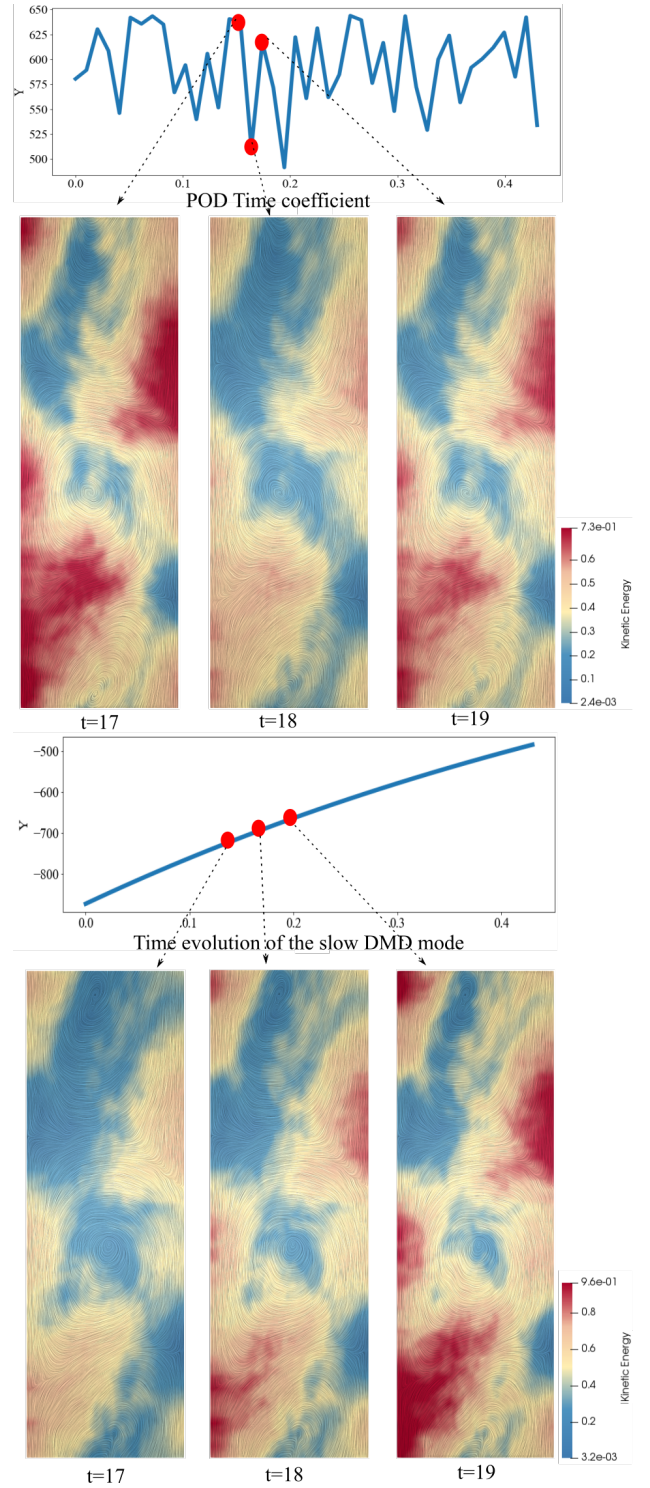 650
625
600
575
550
525
500
Y
0.0 0.1 0.2 0.3 0.4
POD Time coefficient
7.3e-01
0.6
0.5
0.4
0.3
0.2
0.1
2.4e-03
Kinetic Energy
t=17 t=18 t=19
−500
−600
−700
−800
Y
0.0 0.1 0.2 0.3 0.4
Time evolution of the slow DMD mode
9.6e-01
0.8
0.6
0.4
0.2
3.2e-03
Kinetic Energy
t=17 t=18 t=19